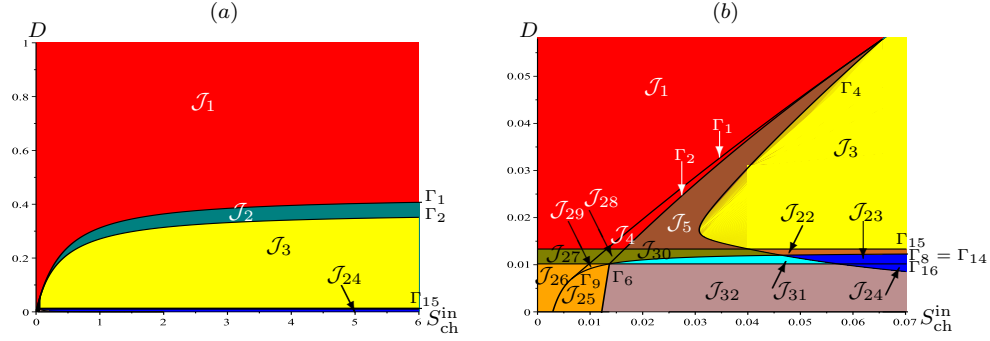 (a)
D
1
0.8
0.6
0.4
0.2
0
0 1 2 3 4 5 6
S_ch^in
𝒥₁
𝒥₂
𝒥₃
𝒥₂₄
Γ₁
Γ₂
Γ₁₅
(b)
D
0.05
0.04
0.03
0.02
0.01
0
0 0.01 0.02 0.03 0.04 0.05 0.06 0.07
S_ch^in
𝒥₁
Γ₁
Γ₂
Γ₄
𝒥₃
𝒥₂₈
𝒥₂₉
𝒥₄
𝒥₅
𝒥₂₂
𝒥₂₃
𝒥₂₇
𝒥₃₀
Γ₁₅
Γ₈ = Γ₁₄
Γ₁₆
𝒥₂₆
Γ₉
Γ₆
𝒥₂₅
𝒥₃₂
𝒥₃₁
𝒥₂₄